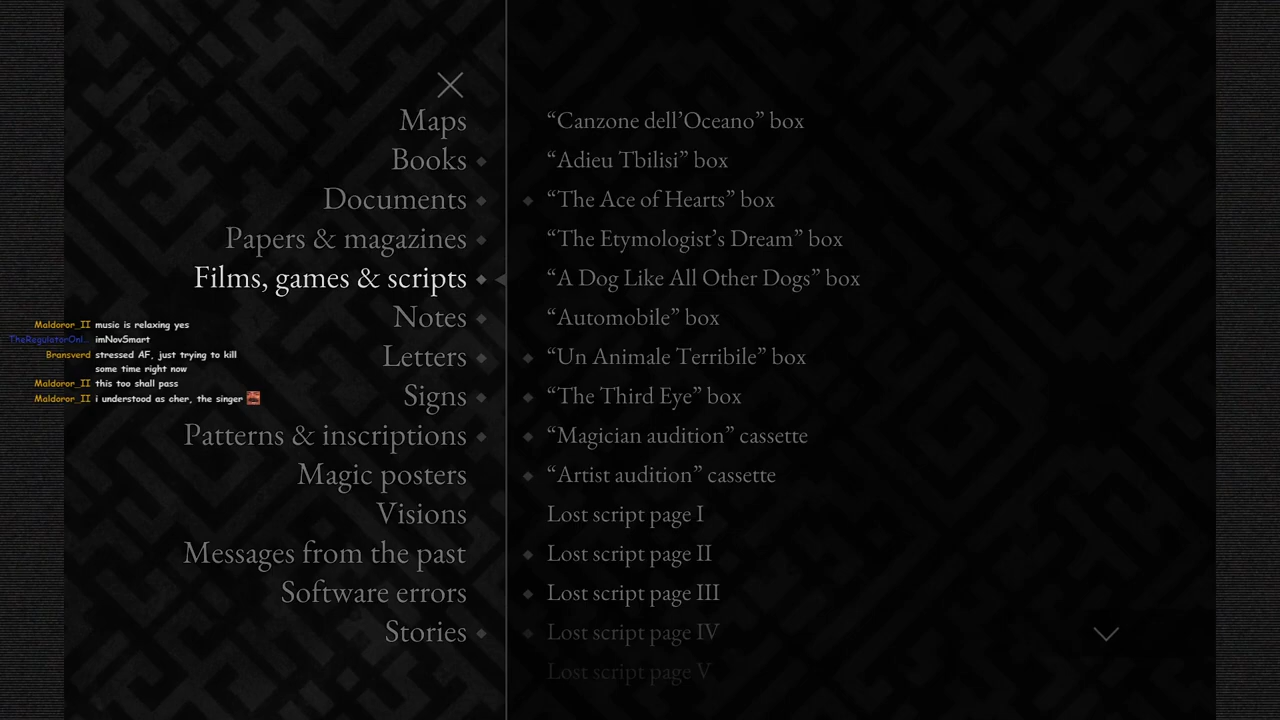 Maps
Books
Documents
Papers & magazines
Films, games & scripts
Notes
Letters
Signs
Patterns & inscriptions
Magic posters
Visions
Messages from the past
Software errors
Stories
“Canzone dell’Oceano” box
“Adieu Tbilisi” box
“The Ace of Hearts” box
“The Etymologist’s Dream” box
“A Dog Like All Other Dogs” box
“Automobile” box
“Un Animale Terribile” box
“The Third Eye” box
“Magician audition” cassette
“Artist audition” cassette
Lost script page I
Lost script page II
Lost script page III
Lost script page IV
Lost script page V
Maldoror_II music is relaxing yes
TheRegulatorOnl... imNovSmart
Bransverd stressed AF, just trying to kill
some time right now
Maldoror_II this too shall pass
Maldoror_II i understood as cher, the singer